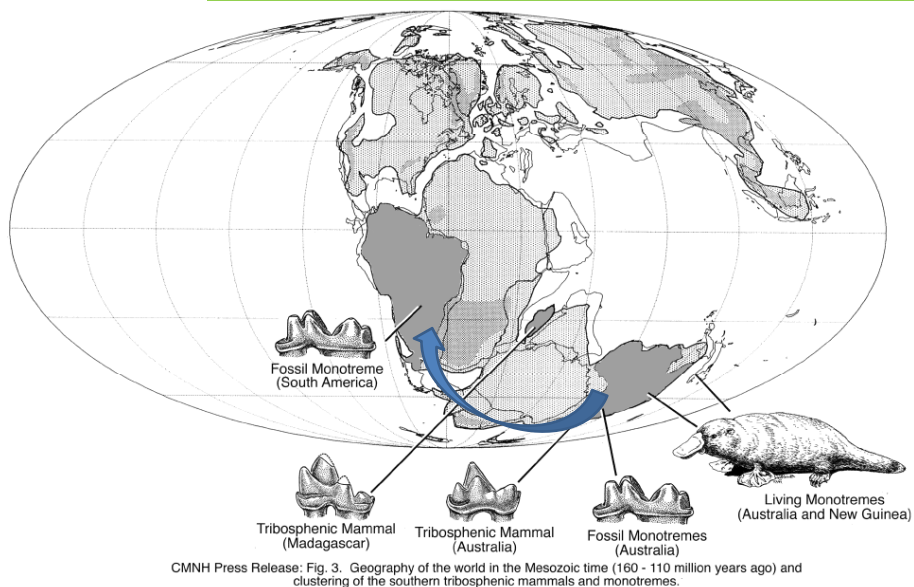 Fossil Monotreme
(South America)
Tribosphenic Mammal
(Madagascar)
Tribosphenic Mammal
(Australia)
Fossil Monotremes
(Australia)
Living Monotremes
(Australia and New Guinea)
CMNH Press Release: Fig. 3. Geography of the world in the Mesozoic time (160 - 110 million years ago) and
clustering of the southern tribosphenic mammals and monotremes.